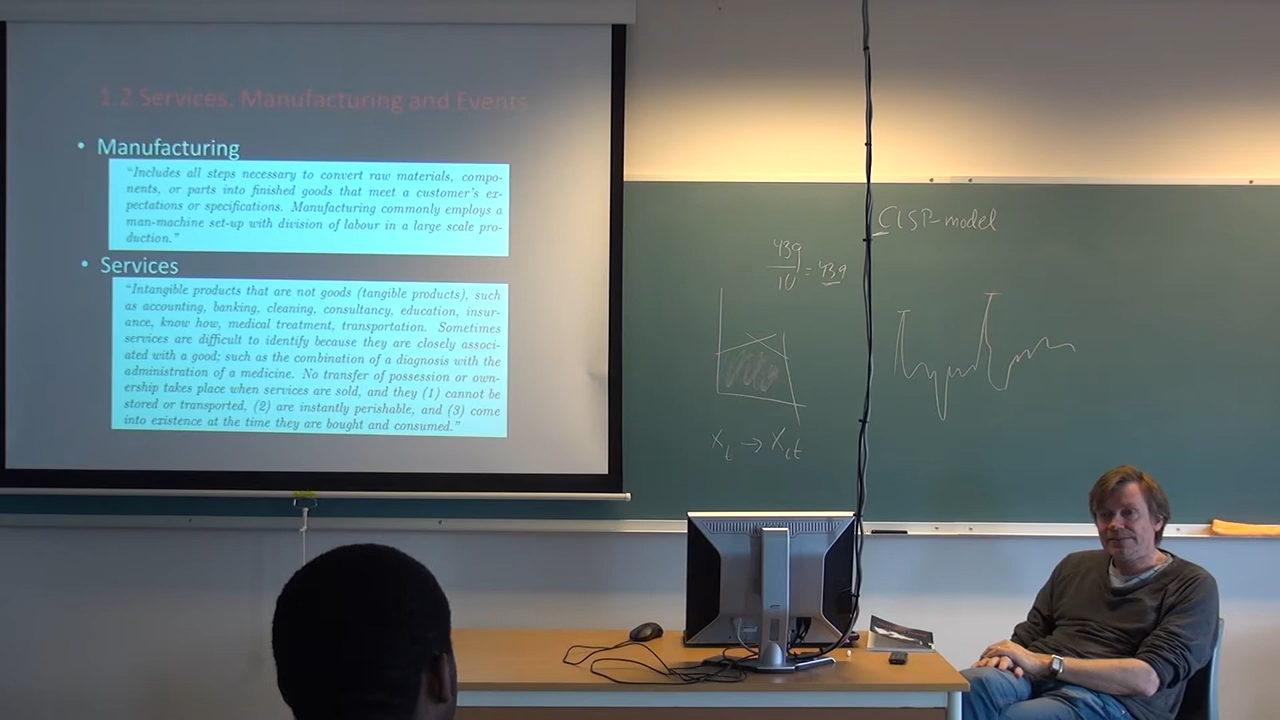 1.2 Services, Manufacturing and Events
• Manufacturing
“Includes all steps necessary to convert raw materials, compo-
nents, or parts into finished goods that meet a customer’s ex-
pectations or specifications. Manufacturing commonly employs a
man-machine set-up with division of labour in a large scale pro-
duction.”
• Services
“Intangible products that are not goods (tangible products), such
as accounting, banking, cleaning, consultancy, education, insur-
ance, know how, medical treatment, transportation. Sometimes
services are difficult to identify because they are closely associ-
ated with a good; such as the combination of a diagnosis with the
administration of a medicine. No transfer of possession or own-
ership takes place when services are sold, and they (1) cannot be
stored or transported, (2) are instantly perishable, and (3) come
into existence at the time they are bought and consumed.”
CLSP-model
439
10 = 439
X → X